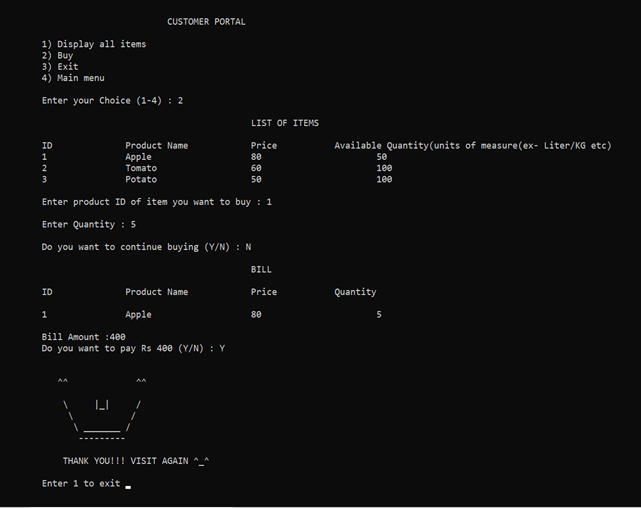 CUSTOMER PORTAL
1) Display all items
2) Buy
3) Exit
4) Main menu
Enter your Choice (1-4) : 2
LIST OF ITEMS
ID Product Name Price Available Quantity(units of measure(ex- Liter/KG etc)
1 Apple 80 50
2 Tomato 60 100
3 Potato 50 100
Enter product ID of item you want to buy : 1
Enter Quantity : 5
Do you want to continue buying (Y/N) : N
BILL
ID Product Name Price Quantity
1 Apple 80 5
Bill Amount :400
Do you want to pay Rs 400 (Y/N) : Y
^^ ^^
\ |_| /
\ /
\ _______ /
---------
THANK YOU!!! VISIT AGAIN ^_^
Enter 1 to exit